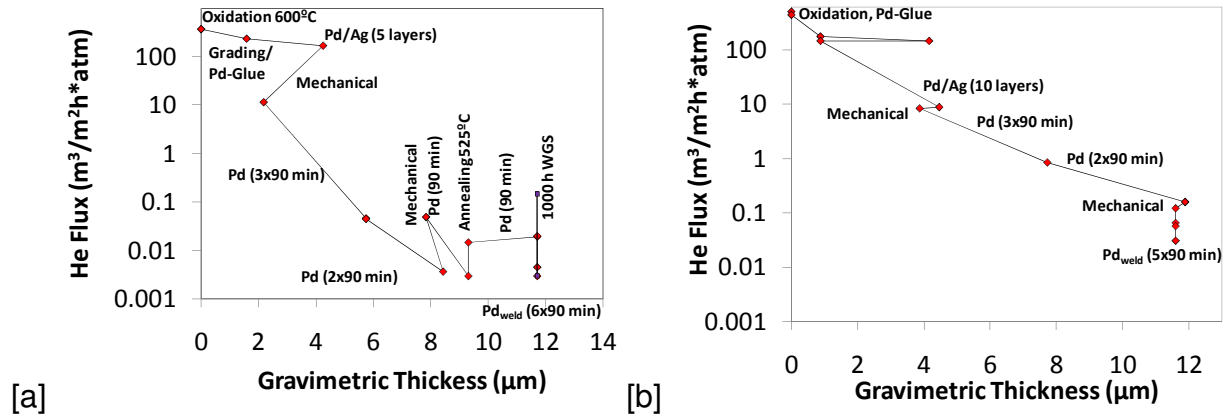 Oxidation 600ºC
Pd/Ag (5 layers)
Grading/
Pd-Glue
Mechanical
Pd (3x90 min)
Mechanical
Pd (90 min)
Annealing525ºC
Pd (90 min)
1000 h WGS
Pd (2x90 min)
Pdweld (6x90 min)
He Flux (m3/m2h*atm)
100
10
1
0.1
0.01
0.001
0 2 4 6 8 10 12 14
Gravimetric Thickess (µm)
[a]
Oxidation, Pd-Glue
Pd/Ag (10 layers)
Mechanical
Pd (3x90 min)
Pd (2x90 min)
Mechanical
Pdweld (5x90 min)
He Flux (m3/m2h*atm)
100
10
1
0.1
0.01
0.001
0 2 4 6 8 10 12
Gravimetric Thickness (µm)
[b]